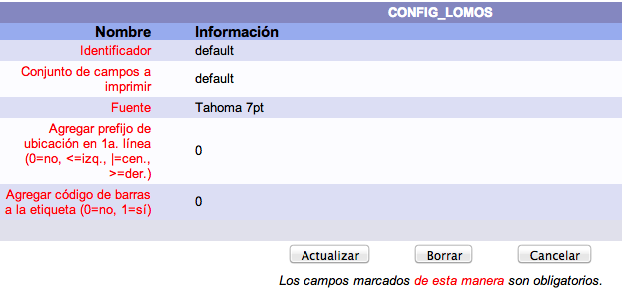 CONFIG_LOMOS
Nombre Información
Identificador default
Conjunto de campos a
imprimir default
Fuente Tahoma 7pt
Agregar prefijo de
ubicación en 1a. línea
(0=no, <=izq., |=cen.,
>=der.) 0
Agregar código de barras
a la etiqueta (0=no, 1=sí) 0
Actualizar Borrar Cancelar
Los campos marcados de esta manera son obligatorios.